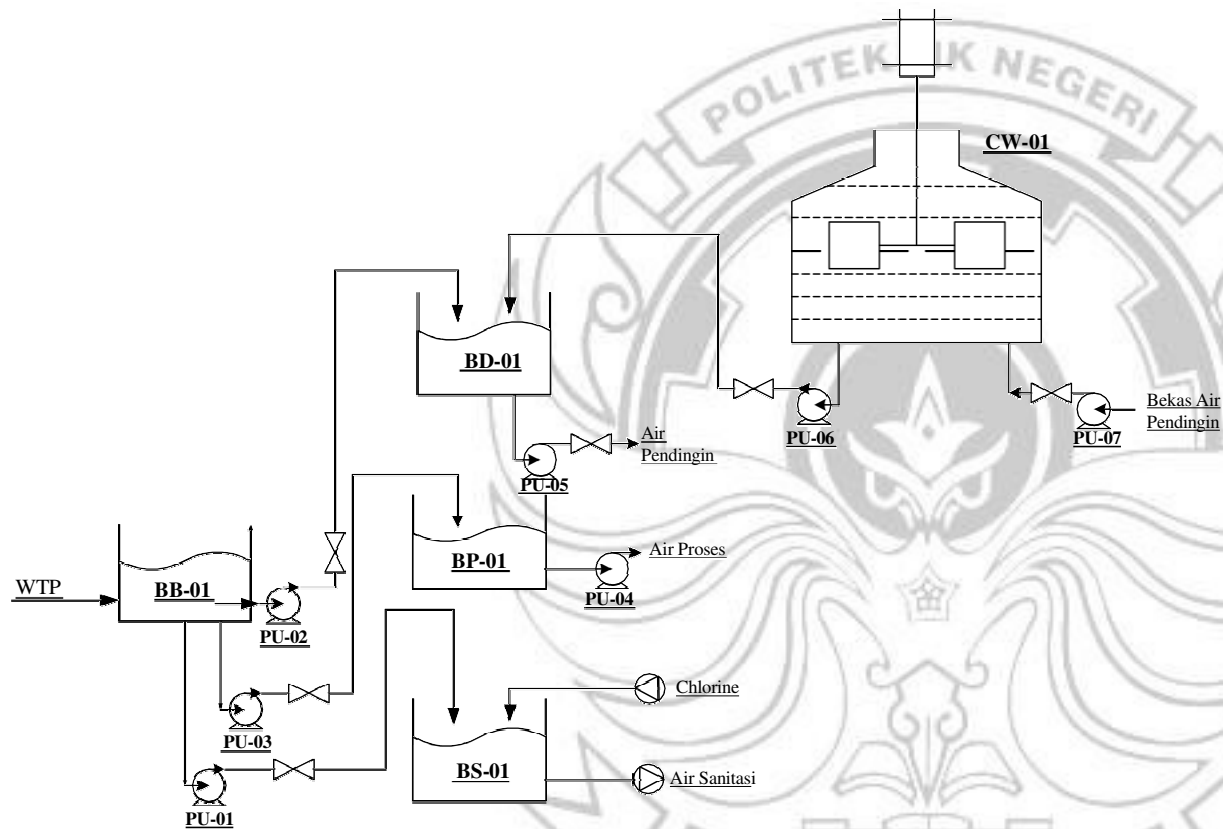 POLITEKNIK NEGERI
CW-01
BD-01
PU-06
Bekas Air
Pendingin
PU-07
Air
Pendingin
PU-05
BP-01
Air Proses
PU-04
WTP
BB-01
PU-02
PU-03
Chlorine
BS-01
Air Sanitasi
PU-01